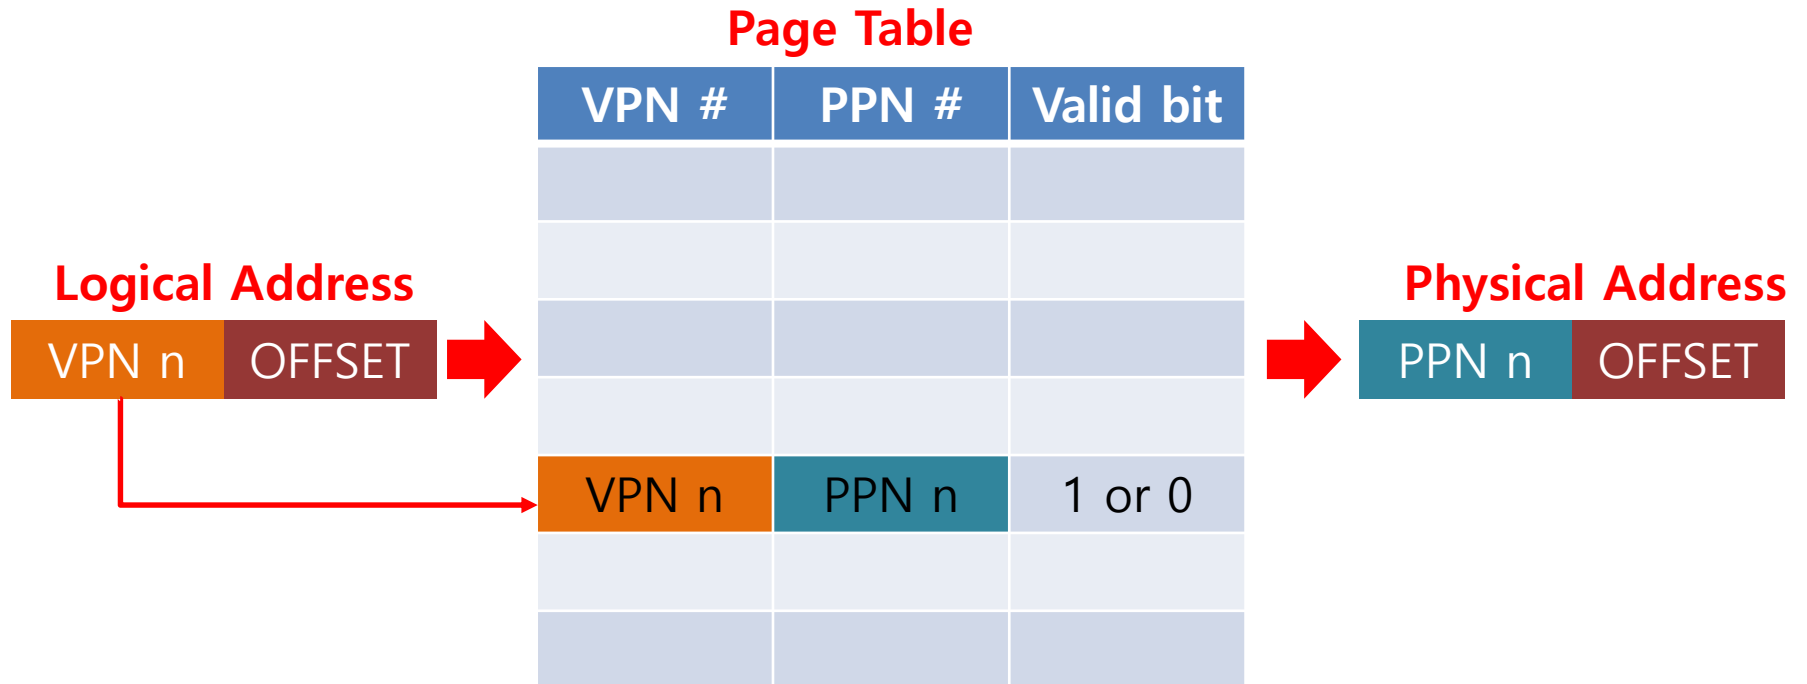 Page Table
VPN # PPN # Valid bit
Logical Address
VPN n OFFSET
VPN n PPN n 1 or 0
Physical Address
PPN n OFFSET